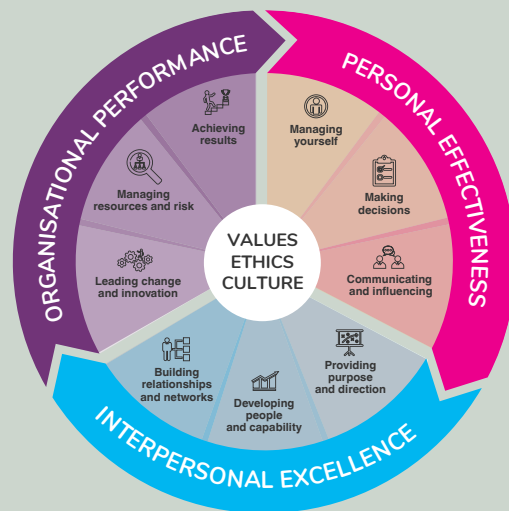 ORGANISATIONAL PERFORMANCE
PERSONAL EFFECTIVENESS
INTERPERSONAL EXCELLENCE
Achieving
results
Managing
yourself
Managing
resources and risk
Making
decisions
Leading change
and innovation
VALUES
ETHICS
CULTURE
Communicating
and influencing
Building
relationships
and networks
Developing
people
and capability
Providing
purpose
and direction